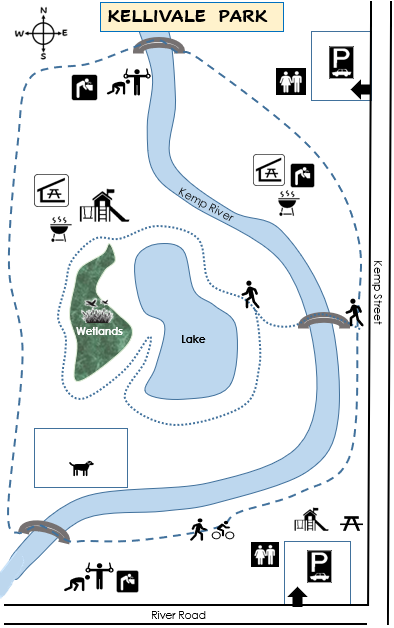 KELLIVALE PARK
N
W
E
S
P
Kemp River
Kemp Street
Wetlands
Lake
P
River Road